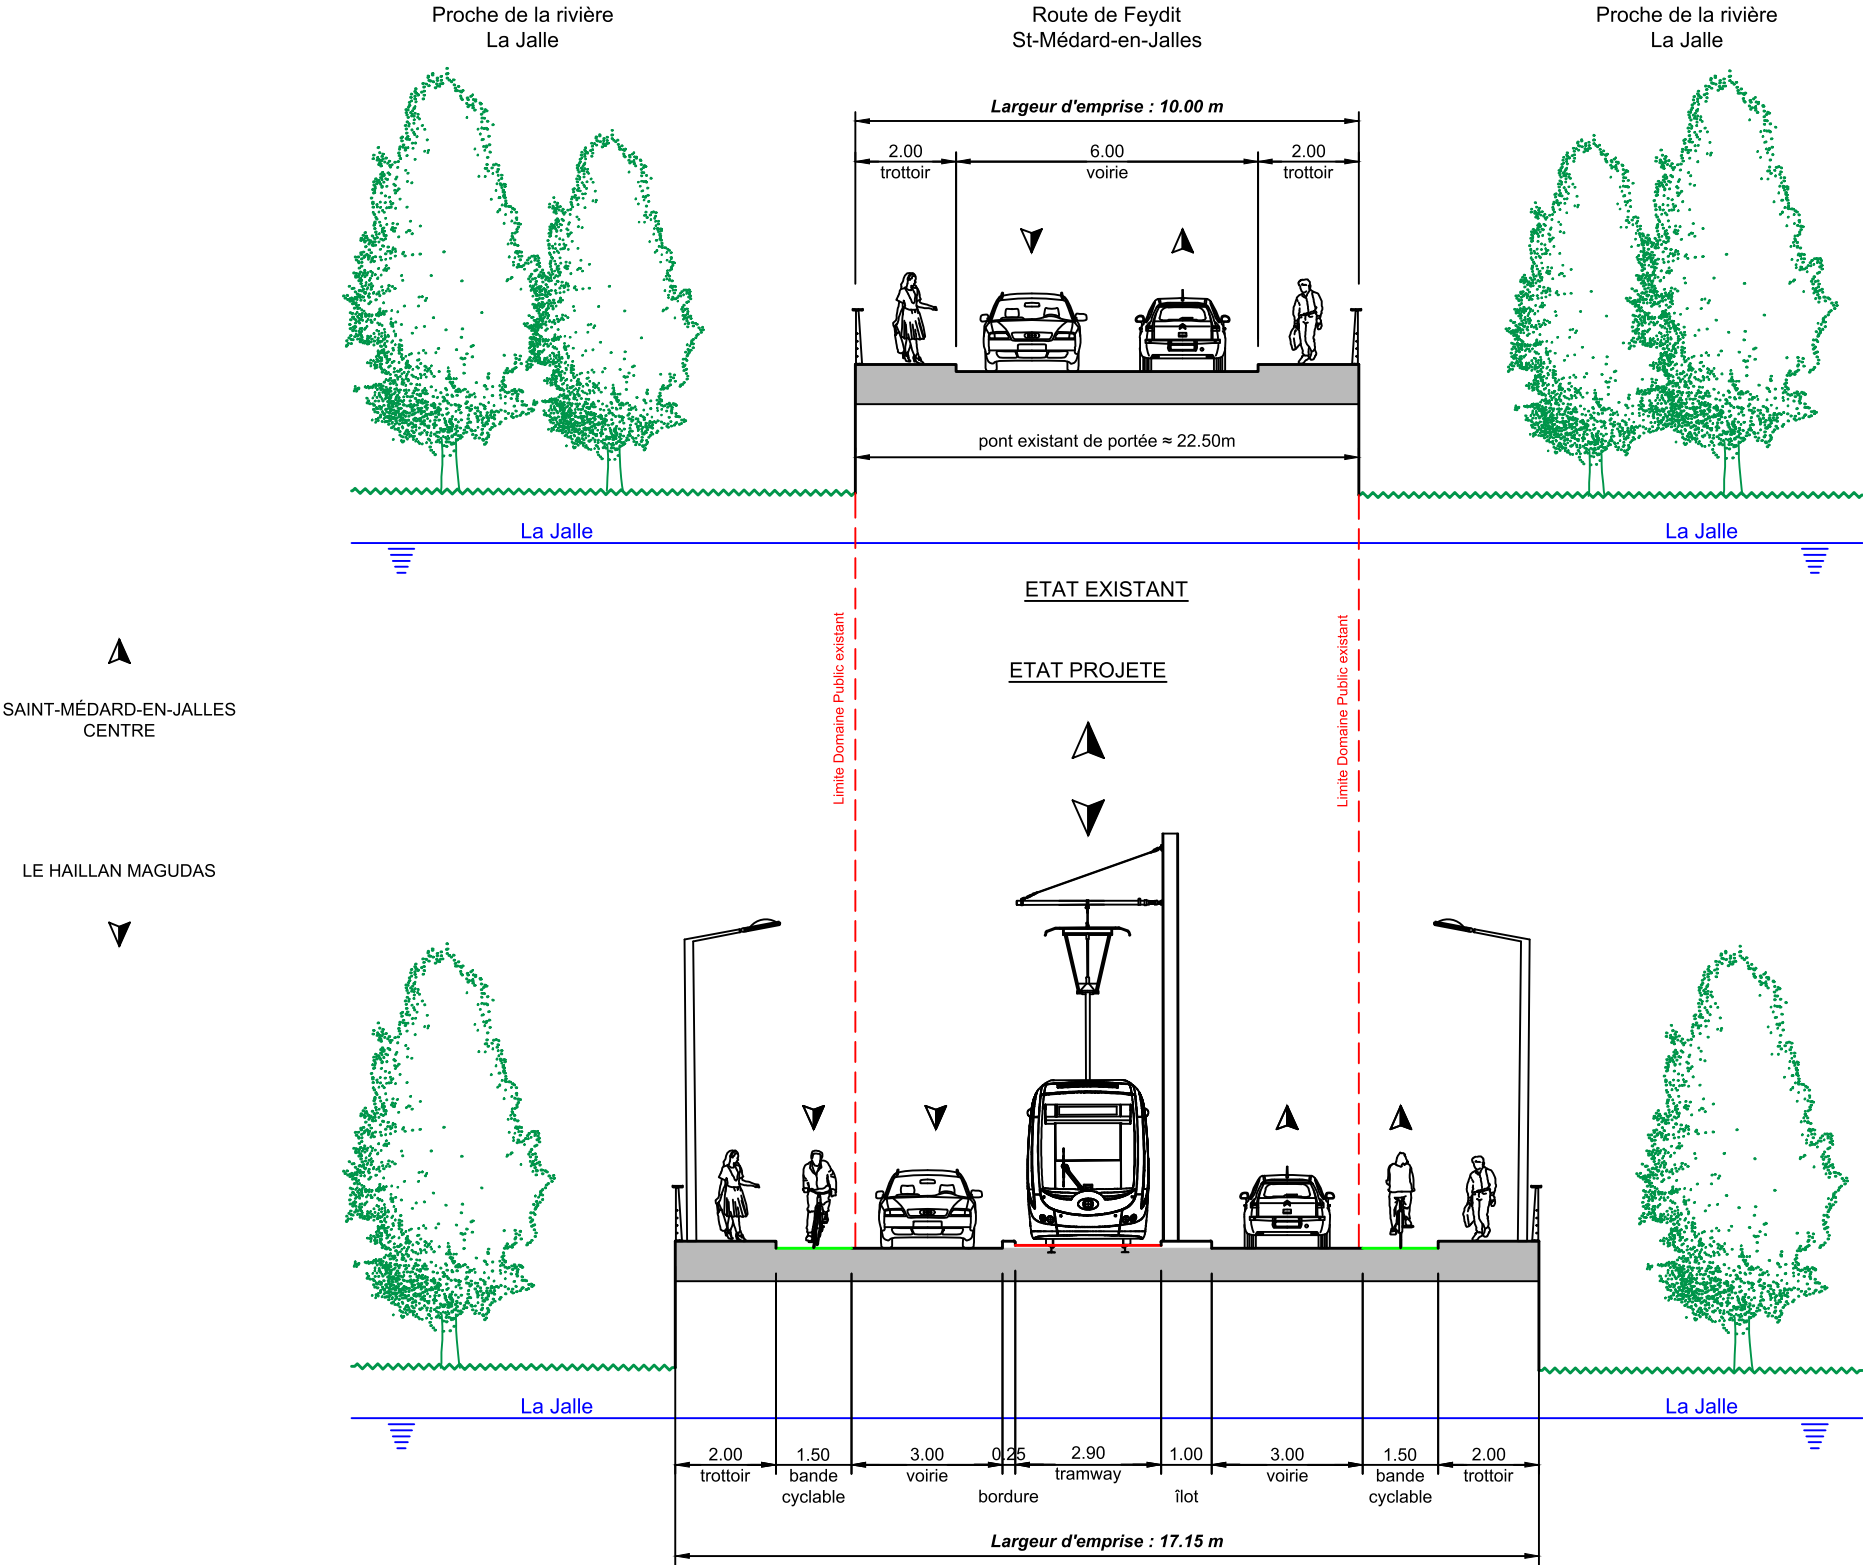 Proche de la rivière
La Jalle
Route de Feydit
St-Médard-en-Jalles
Proche de la rivière
La Jalle
Largeur d'emprise : 10.00 m
2.00
trottoir
6.00
voirie
2.00
trottoir
pont existant de portée ≈ 22.50m
La Jalle
La Jalle
ETAT EXISTANT
Limite Domaine Public existant
Limite Domaine Public existant
ETAT PROJETE
SAINT-MÉDARD-EN-JALLES
CENTRE
LE HAILLAN MAGUDAS
La Jalle
La Jalle
2.00
trottoir
1.50
bande
cyclable
3.00
voirie
0.25
bordure
2.90
tramway
1.00
îlot
3.00
voirie
1.50
bande
cyclable
2.00
trottoir
Largeur d'emprise : 17.15 m